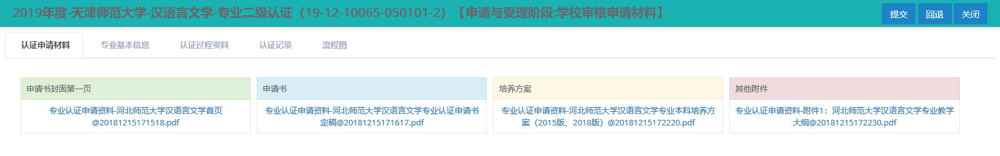 2019年度-天津师范大学-汉语言文学-专业二级认证（19-12-10065-050101-2）【申请与受理阶段:学校审核申请材料】
提交 回退 关闭
认证申请材料 专业基本信息 认证过程资料 认证记录 流程图
申请书封面第一页
专业认证申请资料-河北师范大学汉语言文学首页
@20181215171518.pdf
申请书
专业认证申请资料-河北师范大学汉语言文学专业认证申请书
定稿@20181215171617.pdf
培养方案
专业认证申请资料-河北师范大学汉语言文学专业本科培养方
案（2015版、2018版）@20181215172220.pdf
其他附件
专业认证申请资料-附件1：河北师范大学汉语言文学专业教学
大纲@20181215172230.pdf